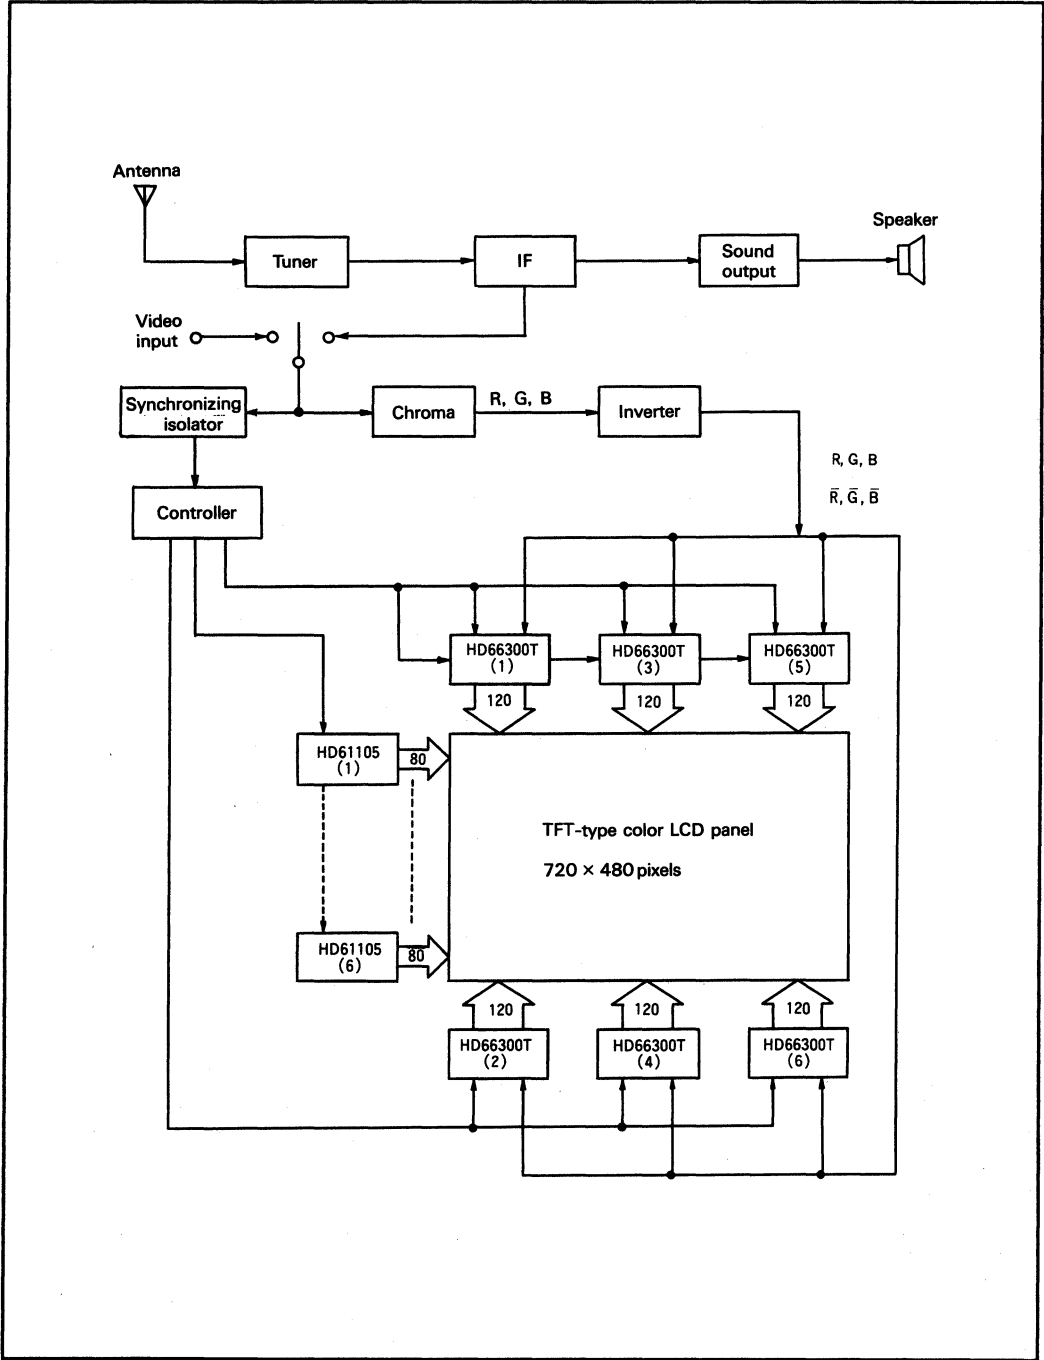 Antenna
Speaker
Tuner
IF
Sound
output
Video
input
Synchronizing
isolator
Chroma
R, G, B
Inverter
R, G, B
R̄, Ḡ, B̄
Controller
HD66300T
(1)
HD66300T
(3)
HD66300T
(5)
120
120
120
HD61105
(1)
80
TFT-type color LCD panel
720 × 480 pixels
HD61105
(6)
80
120
120
120
HD66300T
(2)
HD66300T
(4)
HD66300T
(6)